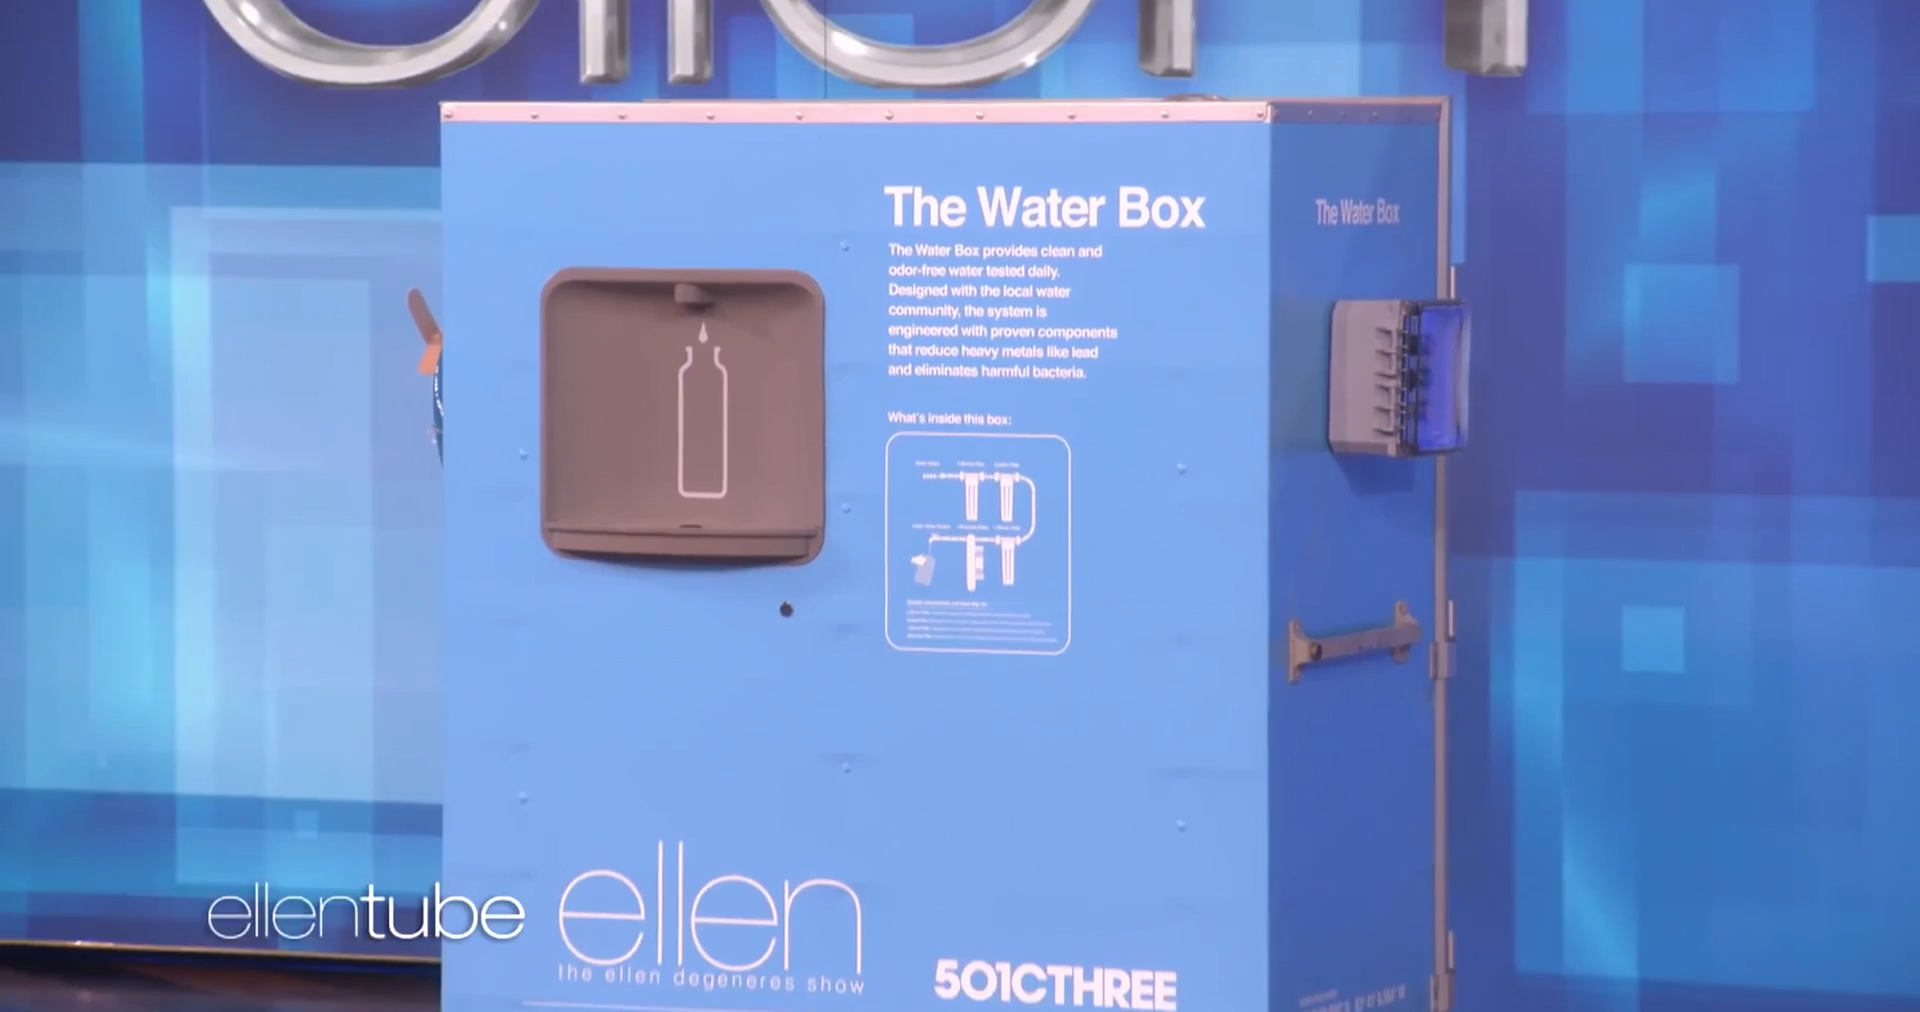 ellen
The Water Box
The Water Box provides clean and
odor-free water tested daily.
Designed with the local water
community, the system is
engineered with proven components
that reduce heavy metals like lead
and eliminates harmful bacteria.
What's inside this box:
The Water Box
ellentube
ellen
the ellen degeneres show
501CTHREE